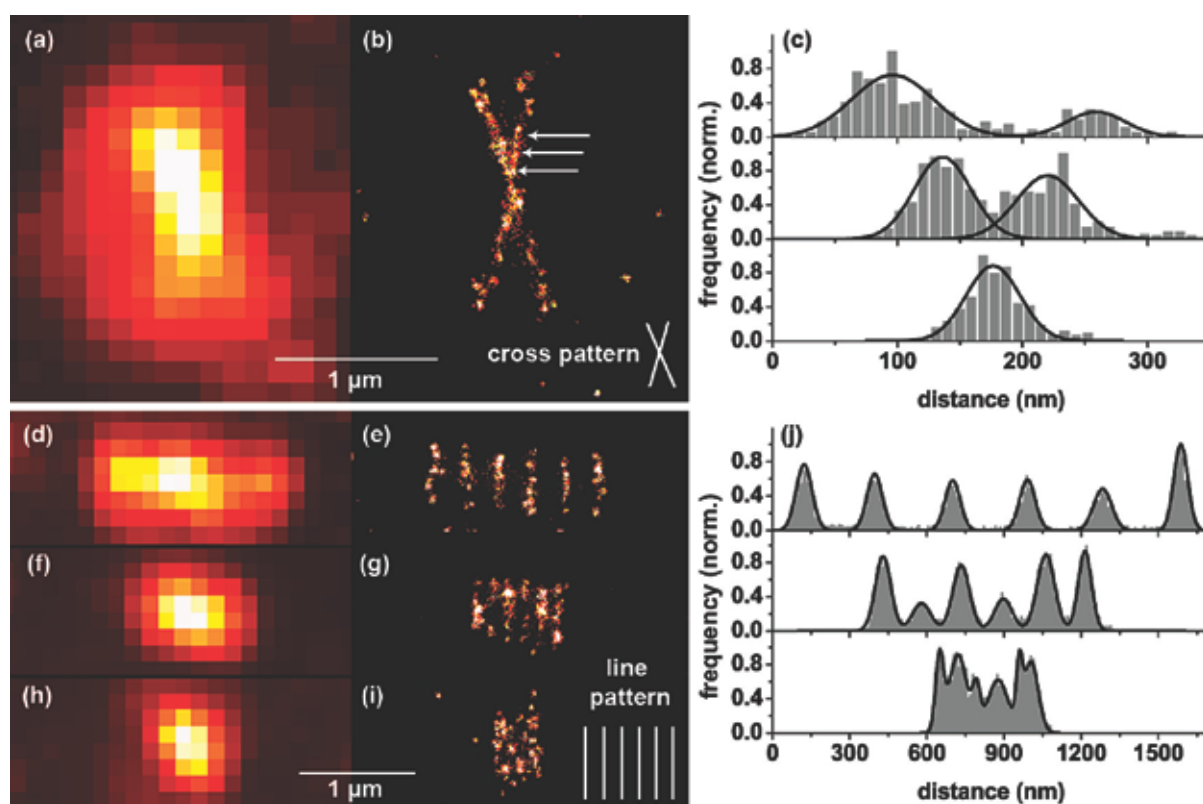 (a)
(b)
cross pattern
1 µm
(c)
0.8
0.4
0.0
0.8
0.4
0.0
0.8
0.4
0.0
frequency (norm.)
0 100 200 300
distance (nm)
(d)
(e)
(f)
(g)
(h)
(i)
line
pattern
1 µm
(j)
0.8
0.4
0.0
0.8
0.4
0.0
0.8
0.4
0.0
frequency (norm.)
0 300 600 900 1200 1500
distance (nm)